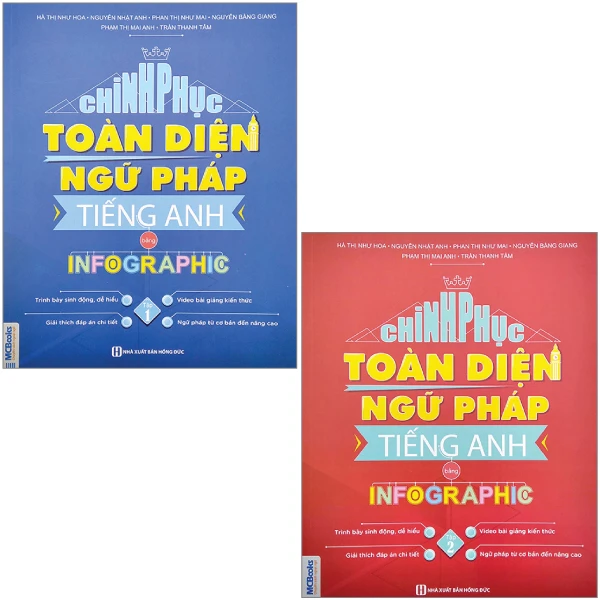 HÀ THỊ NHƯ HOA • NGUYỄN NHẬT ANH • PHAN THỊ NHƯ MAI • NGUYỄN BẰNG GIANG
PHẠM THỊ MAI ANH • TRẦN THANH TÂM
CHINH PHỤC
TOÀN DIỆN
NGỮ PHÁP
TIẾNG ANH
bằng
INFOGRAPHIC
Trình bày sinh động, dễ hiểu
Video bài giảng kiến thức
TẬP
1
Giải thích đáp án chi tiết
Ngữ pháp từ cơ bản đến nâng cao
MCBooks
NHÀ XUẤT BẢN HỒNG ĐỨC
HÀ THỊ NHƯ HOA • NGUYỄN NHẬT ANH • PHAN THỊ NHƯ MAI • NGUYỄN BẰNG GIANG
PHẠM THỊ MAI ANH • TRẦN THANH TÂM
CHINH PHỤC
TOÀN DIỆN
NGỮ PHÁP
TIẾNG ANH
bằng
INFOGRAPHIC
Trình bày sinh động, dễ hiểu
Video bài giảng kiến thức
TẬP
2
Giải thích đáp án chi tiết
Ngữ pháp từ cơ bản đến nâng cao
MCBooks
NHÀ XUẤT BẢN HỒNG ĐỨC